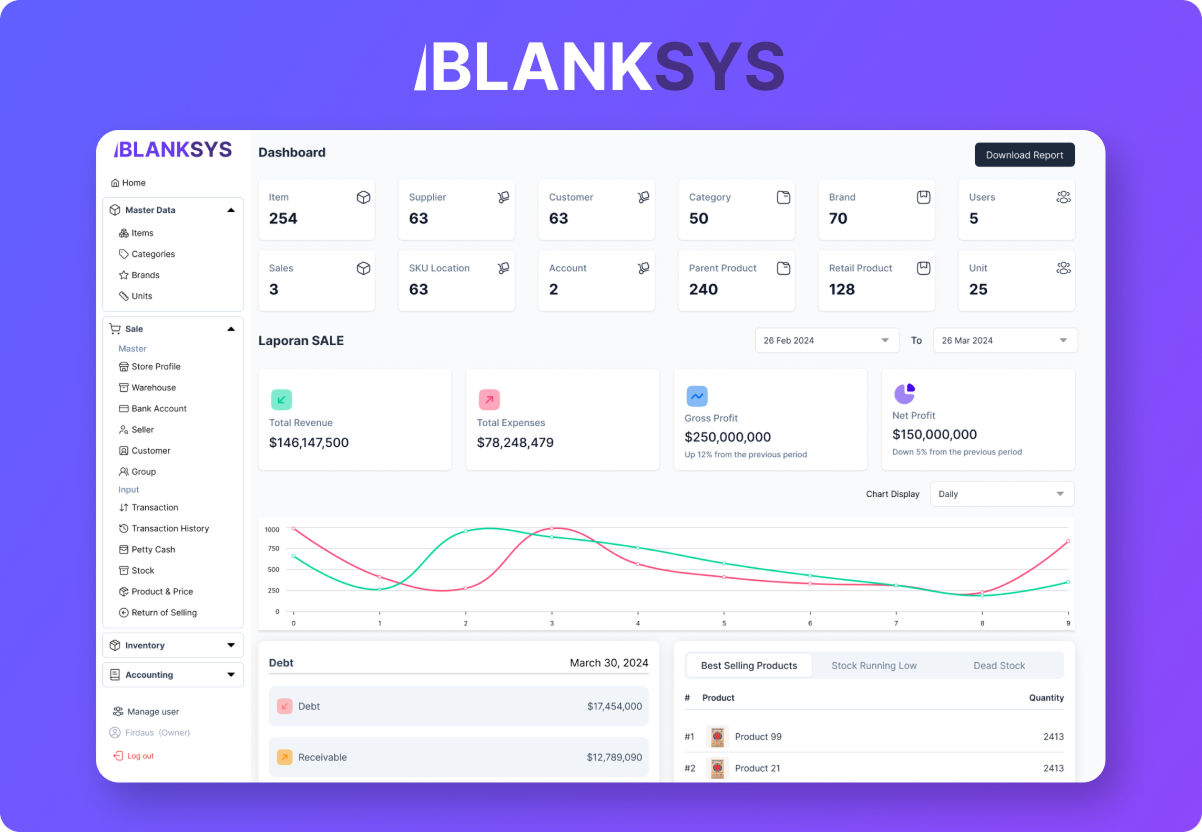 BLANKSYS
BLANKSYS
Home
Master Data
Items
Categories
Brands
Units
Sale
Master
Store Profile
Warehouse
Bank Account
Seller
Customer
Group
Input
Transaction
Transaction History
Petty Cash
Stock
Product & Price
Return of Selling
Inventory
Accounting
Manage user
Firdaus (Owner)
Log out
Dashboard
Download Report
Item
254
Supplier
63
Customer
63
Category
50
Brand
70
Users
5
Sales
3
SKU Location
63
Account
2
Parent Product
240
Retail Product
128
Unit
25
Laporan SALE
26 Feb 2024
To
26 Mar 2024
Total Revenue
$146,147,500
Total Expenses
$78,248,479
Gross Profit
$250,000,000
Up 12% from the previous period
Net Profit
$150,000,000
Down 5% from the previous period
Chart Display
Daily
1000
750
500
250
0
0 1 2 3 4 5 6 7 8 9
Debt
March 30, 2024
Debt $17,454,000
Receivable $12,789,090
Best Selling Products
Stock Running Low
Dead Stock
# Product Quantity
#1 Product 99 2413
#2 Product 21 2413